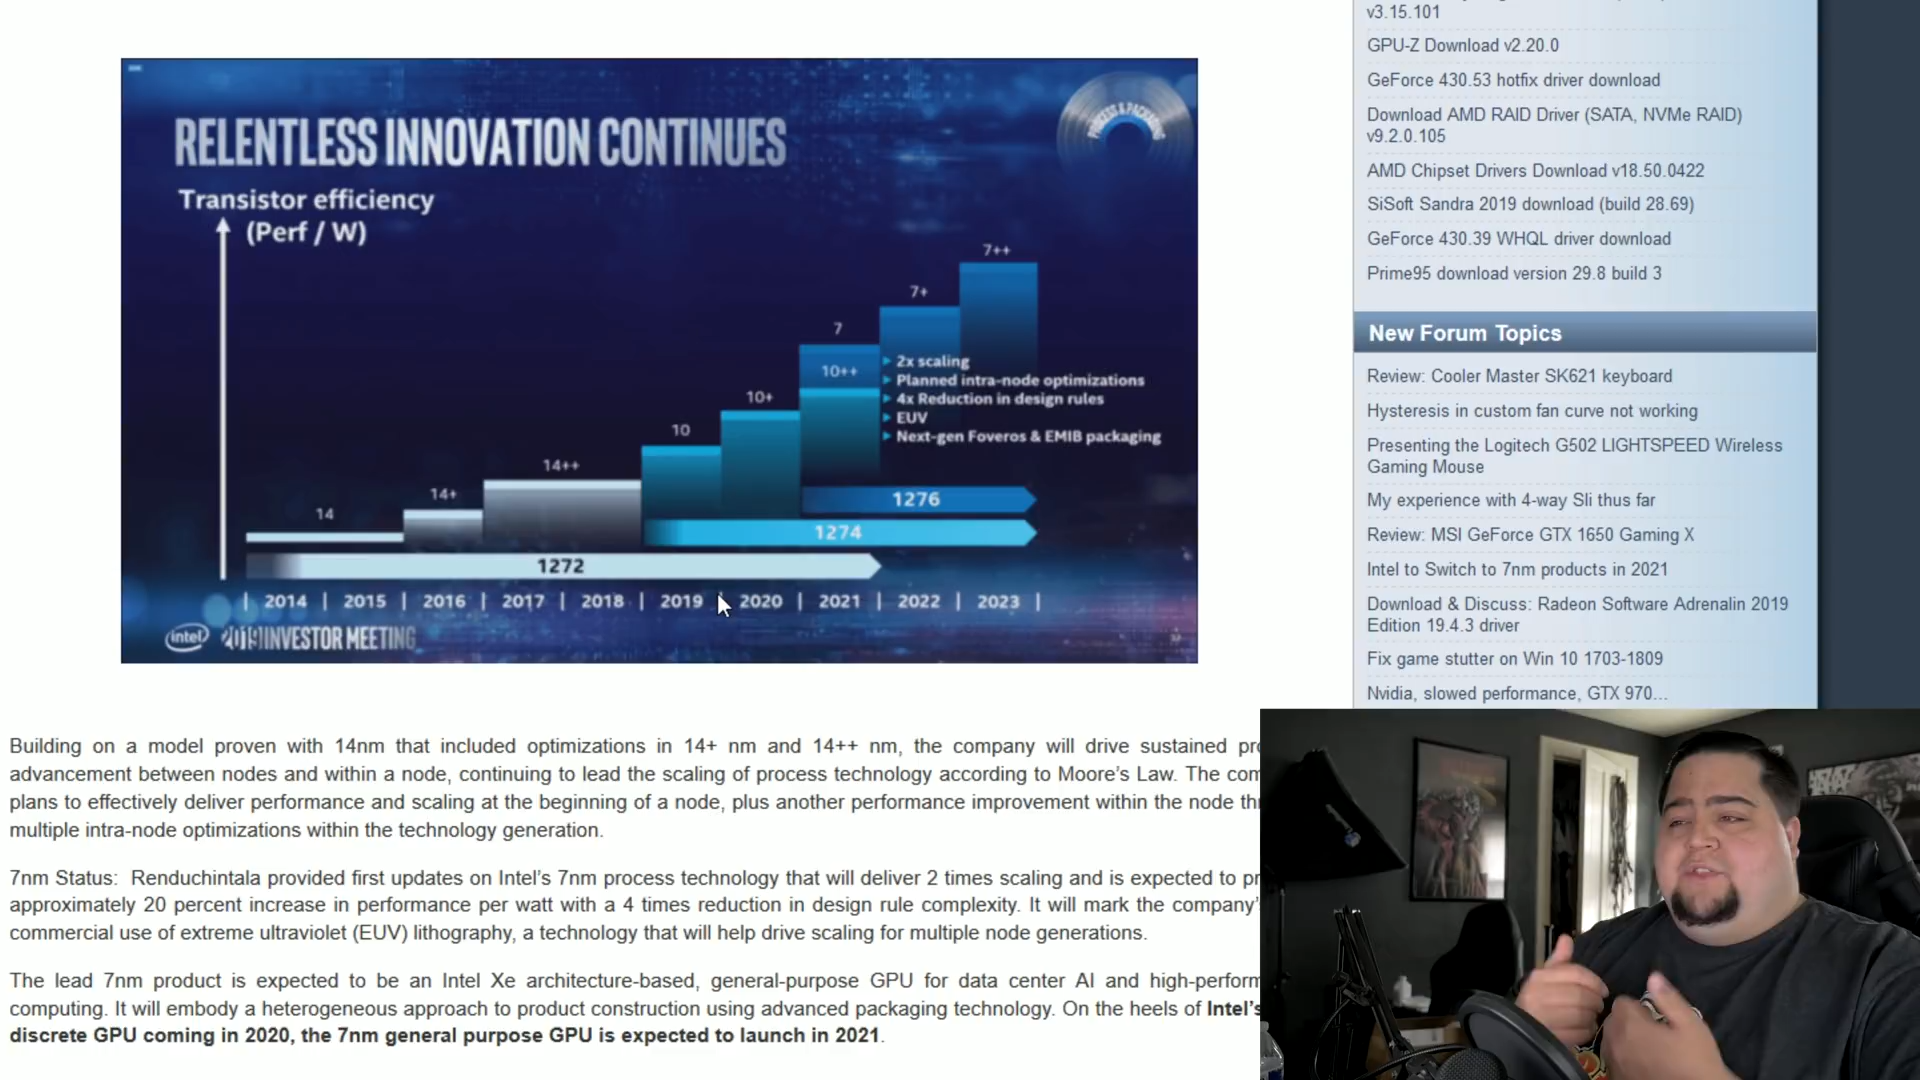 RELENTLESS INNOVATION CONTINUES
PROCESS & PACKAGING
Transistor efficiency
(Perf / W)
7++
7+
7
10++
10+
10
14++
14+
14
2x scaling
Planned intra-node optimizations
4x Reduction in design rules
EUV
Next-gen Foveros & EMIB packaging
1276
1274
1272
2014 | 2015 | 2016 | 2017 | 2018 | 2019 | 2020 | 2021 | 2022 | 2023
intel 2019 INVESTOR MEETING
Building on a model proven with 14nm that included optimizations in 14+ nm and 14++ nm, the company will drive sustained
advancement between nodes and within a node, continuing to lead the scaling of process technology according to Moore's Law. The
plans to effectively deliver performance and scaling at the beginning of a node, plus another performance improvement within the node
multiple intra-node optimizations within the technology generation.
7nm Status: Renduchintala provided first updates on Intel's 7nm process technology that will deliver 2 times scaling and is expected to
approximately 20 percent increase in performance per watt with a 4 times reduction in design rule complexity. It will mark the company's
commercial use of extreme ultraviolet (EUV) lithography, a technology that will help drive scaling for multiple node generations.
The lead 7nm product is expected to be an Intel Xe architecture-based, general-purpose GPU for data center AI and
computing. It will embody a heterogeneous approach to product construction using advanced packaging technology. On the heels of Intel's
discrete GPU coming in 2020, the 7nm general purpose GPU is expected to launch in 2021.
v3.15.101
GPU-Z Download v2.20.0
GeForce 430.53 hotfix driver download
Download AMD RAID Driver (SATA, NVMe RAID)
v9.2.0.105
AMD Chipset Drivers Download v18.50.0422
SiSoft Sandra 2019 download (build 28.69)
GeForce 430.39 WHQL driver download
Prime95 download version 29.8 build 3
New Forum Topics
Review: Cooler Master SK621 keyboard
Hysteresis in custom fan curve not working
Presenting the Logitech G502 LIGHTSPEED Wireless
Gaming Mouse
My experience with 4-way Sli thus far
Review: MSI GeForce GTX 1650 Gaming X
Intel to Switch to 7nm products in 2021
Download & Discuss: Radeon Software Adrenalin 2019
Edition 19.4.3 driver
Fix game stutter on Win 10 1703-1809
Nvidia, slowed performance, GTX 970...